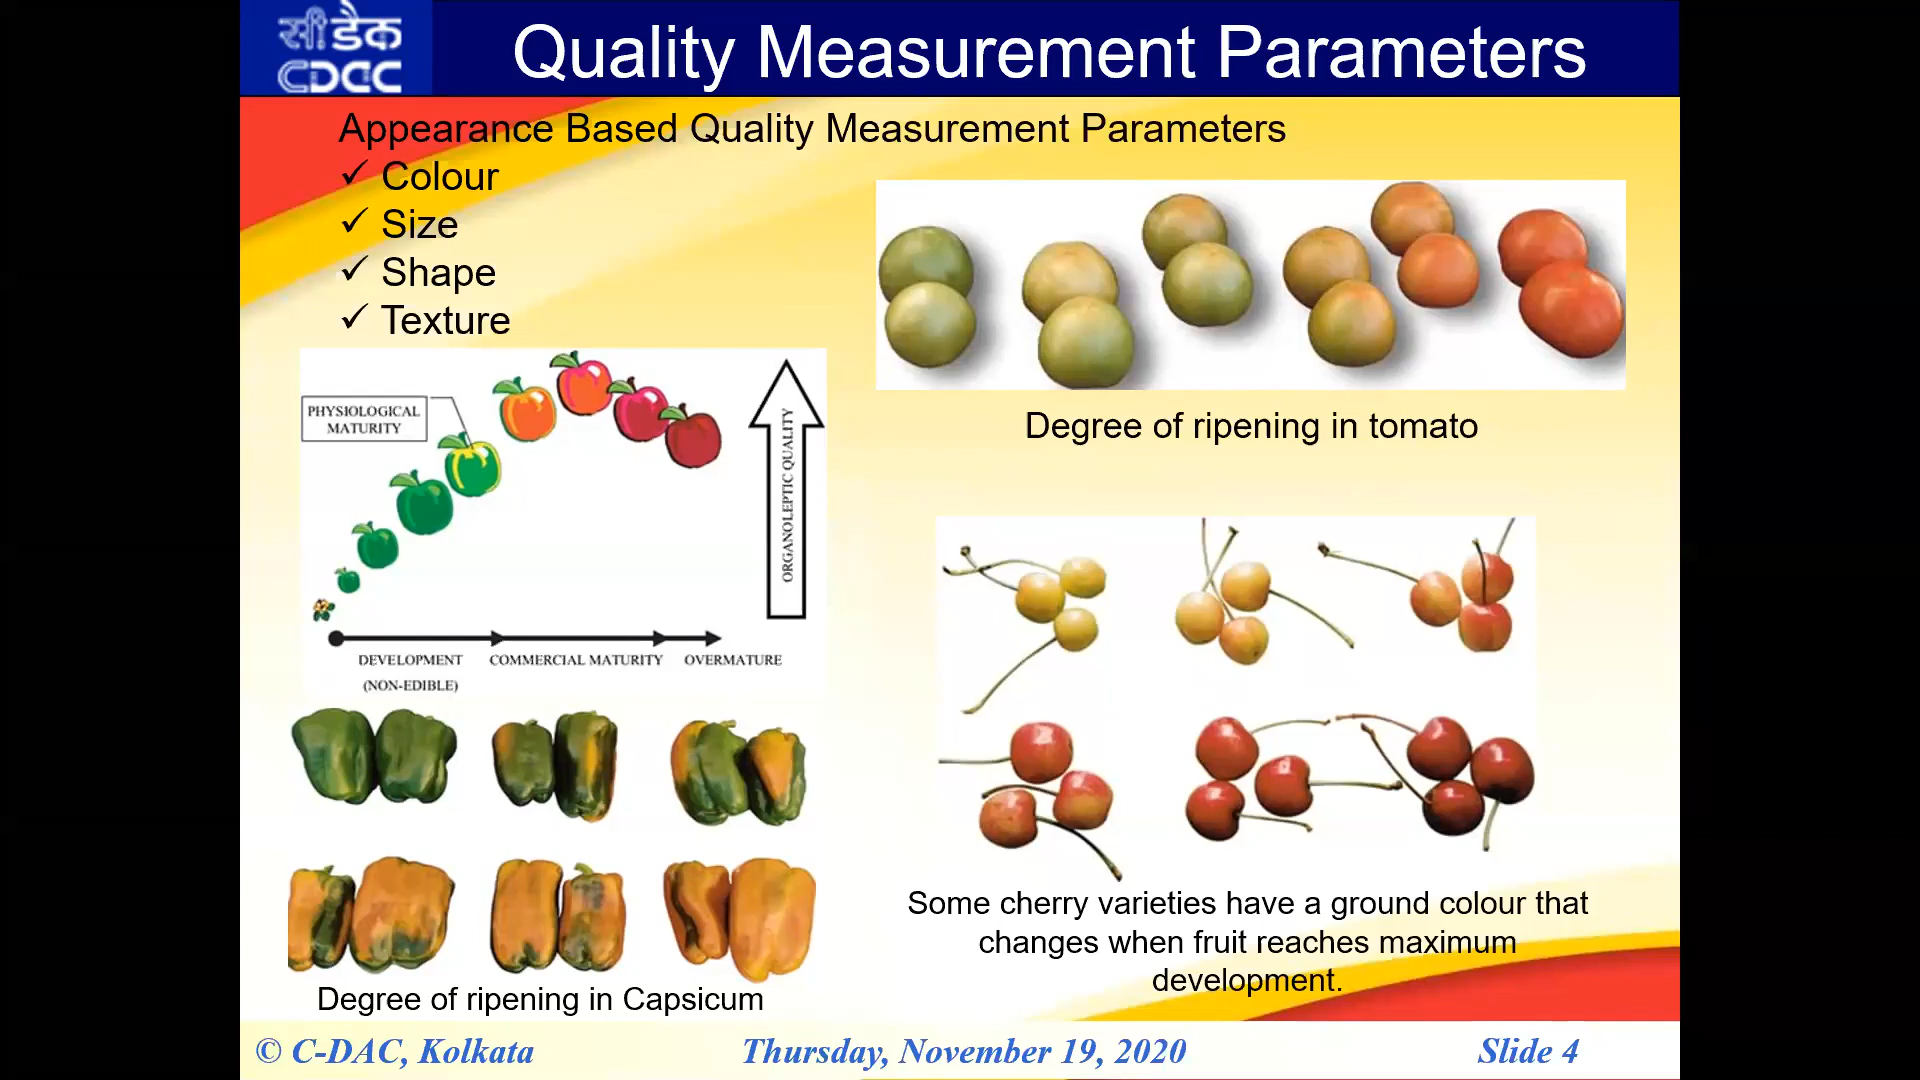 सी डैक
CDAC
Quality Measurement Parameters
Appearance Based Quality Measurement Parameters
✓ Colour
✓ Size
✓ Shape
✓ Texture
PHYSIOLOGICAL
MATURITY
ORGANOLEPTIC QUALITY
DEVELOPMENT COMMERCIAL MATURITY OVERMATURE
(NON-EDIBLE)
Degree of ripening in Capsicum
Degree of ripening in tomato
Some cherry varieties have a ground colour that
changes when fruit reaches maximum
development.
© C-DAC, Kolkata Thursday, November 19, 2020 Slide 4